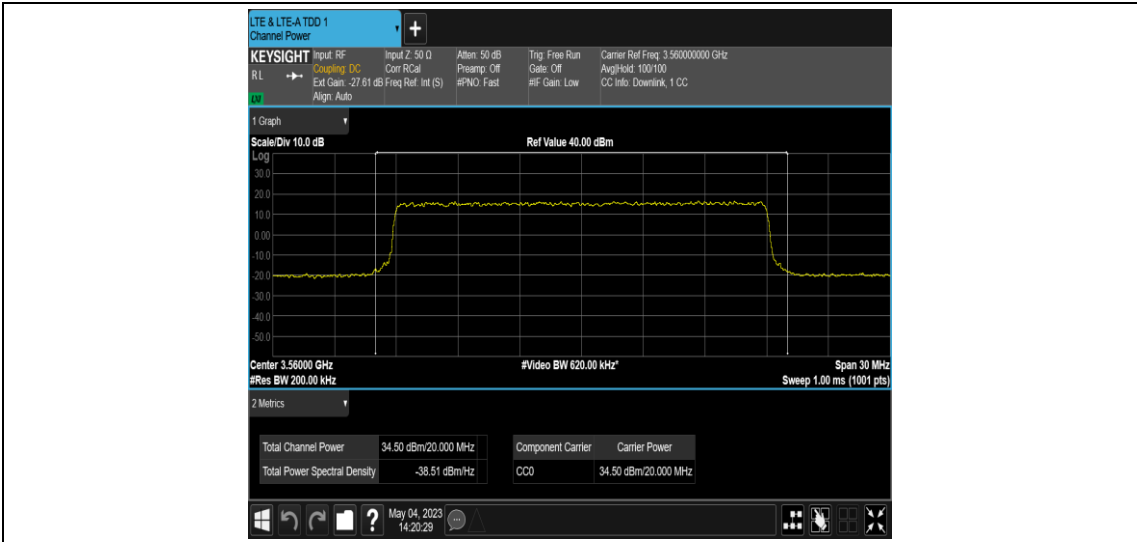 LTE & LTE-A TDD 1
Channel Power
KEYSIGHT
R L
LXI
Input: RF
Coupling: DC
Ext Gain: -27.61 dB
Align: Auto
Input Z: 50 Ω
Corr RCal
Freq Ref: Int (S)
Atten: 50 dB
Preamp: Off
#PNO: Fast
Trig: Free Run
Gate: Off
#IF Gain: Low
Carrier Ref Freq: 3.560000000 GHz
Avg|Hold: 100/100
CC Info: Downlink, 1 CC
1 Graph
Scale/Div 10.0 dB
Ref Value 40.00 dBm
Log
30.0
20.0
10.0
0.00
-10.0
-20.0
-30.0
-40.0
-50.0
Center 3.56000 GHz
#Video BW 620.00 kHz*
Span 30 MHz
#Res BW 200.00 kHz
Sweep 1.00 ms (1001 pts)
2 Metrics
Total Channel Power 34.50 dBm/20.000 MHz
Total Power Spectral Density -38.51 dBm/Hz
Component Carrier Carrier Power
CC0 34.50 dBm/20.000 MHz
?
May 04, 2023
14:20:29